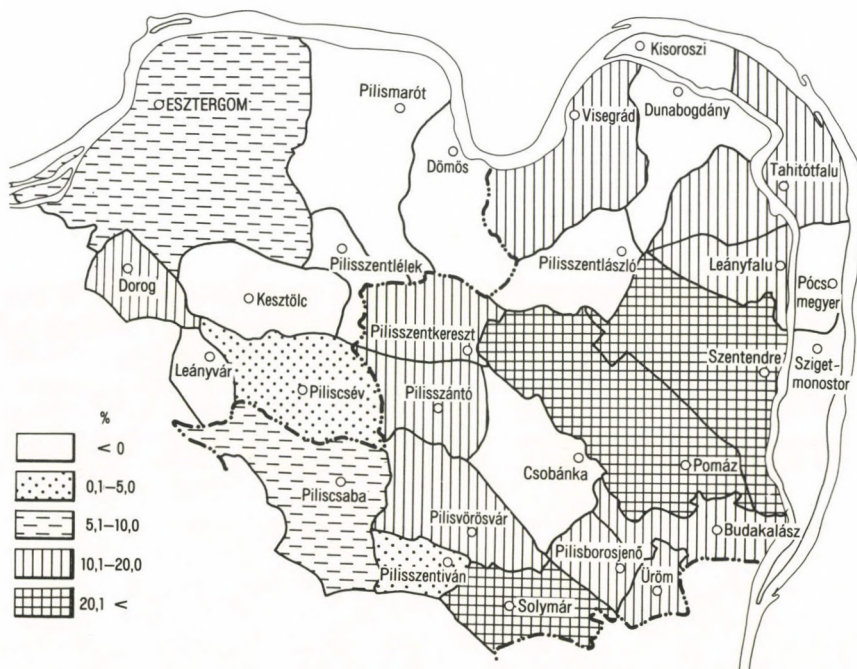 Kisoroszi
ESZTERGOM
Pilismarót
Visegrád
Dunabogdány
Dömös
Tahitótfalu
Pilisszentlélek
Pilisszentlászló
Leányfalu
Dorog
Pócs
megyer
Kesztölc
Pilisszentkereszt
Szentendre
Sziget-
monostor
Leányvár
Piliscsév
Pilisszántó
%
< 0
0,1–5,0
5,1–10,0
10,1–20,0
20,1 <
Csobánka
Pomáz
Piliscsaba
Pilisvörösvár
Budakalász
Pilisborosjenő
Pilisszentiván
Üröm
Solymár